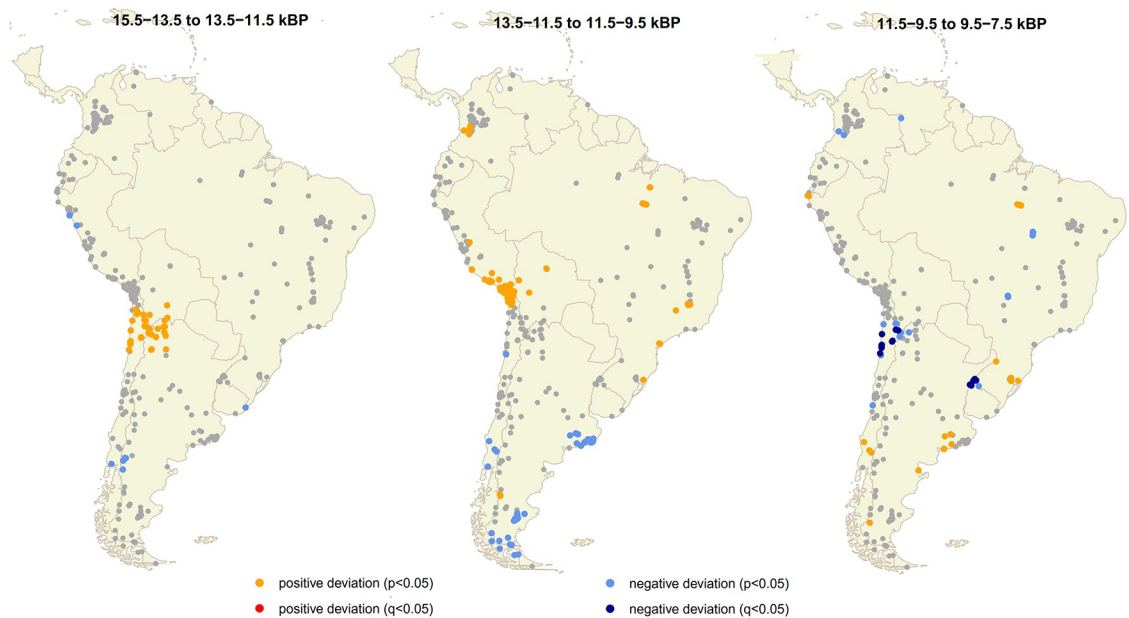 15.5−13.5 to 13.5−11.5 kBP
13.5−11.5 to 11.5−9.5 kBP
11.5−9.5 to 9.5−7.5 kBP
positive deviation (p<0.05)
negative deviation (p<0.05)
positive deviation (q<0.05)
negative deviation (q<0.05)